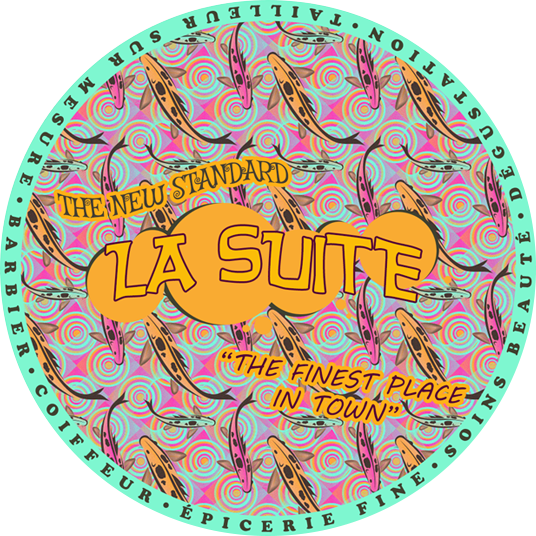 THE NEW STANDARD
LA SUITE
“THE FINEST PLACE
IN TOWN”
TAILLEUR SUR MESURE • BARBIER • COIFFEUR • ÉPICERIE FINE • SOINS BEAUTÉ • DÉGUSTATION •